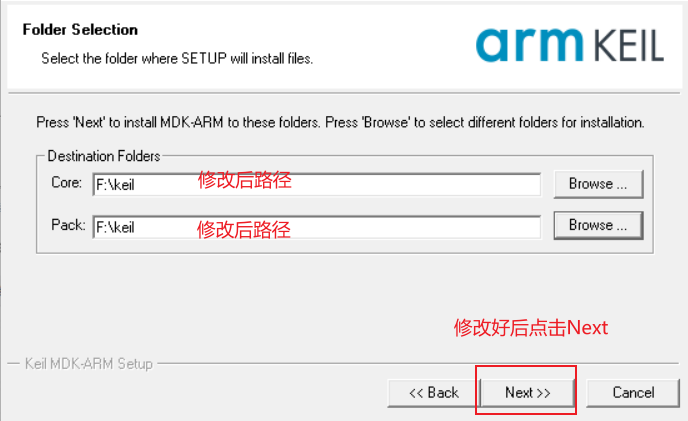 Folder Selection
Select the folder where SETUP will install files.
arm KEIL
Press 'Next' to install MDK-ARM to these folders. Press 'Browse' to select different folders for installation.
Destination Folders
Core: F:\keil 修改后路径 Browse ...
Pack: F:\keil 修改后路径 Browse ...
修改好后点击Next
Keil MDK-ARM Setup
<< Back Next >> Cancel